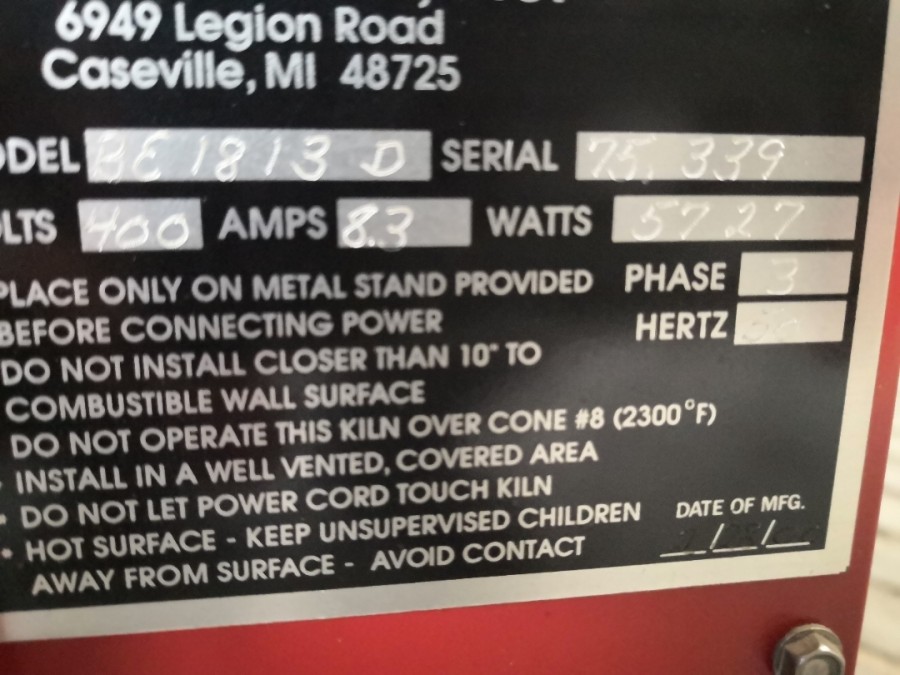 6949 Legion Road
Caseville, MI 48725
ODEL BE1813 D SERIAL 75.339
LTS 400 AMPS 8.3 WATTS 5727
PLACE ONLY ON METAL STAND PROVIDED PHASE 3
BEFORE CONNECTING POWER HERTZ
DO NOT INSTALL CLOSER THAN 10" TO
COMBUSTIBLE WALL SURFACE
DO NOT OPERATE THIS KILN OVER CONE #8 (2300°F)
INSTALL IN A WELL VENTED, COVERED AREA
• DO NOT LET POWER CORD TOUCH KILN
• HOT SURFACE - KEEP UNSUPERVISED CHILDREN DATE OF MFG.
AWAY FROM SURFACE - AVOID CONTACT